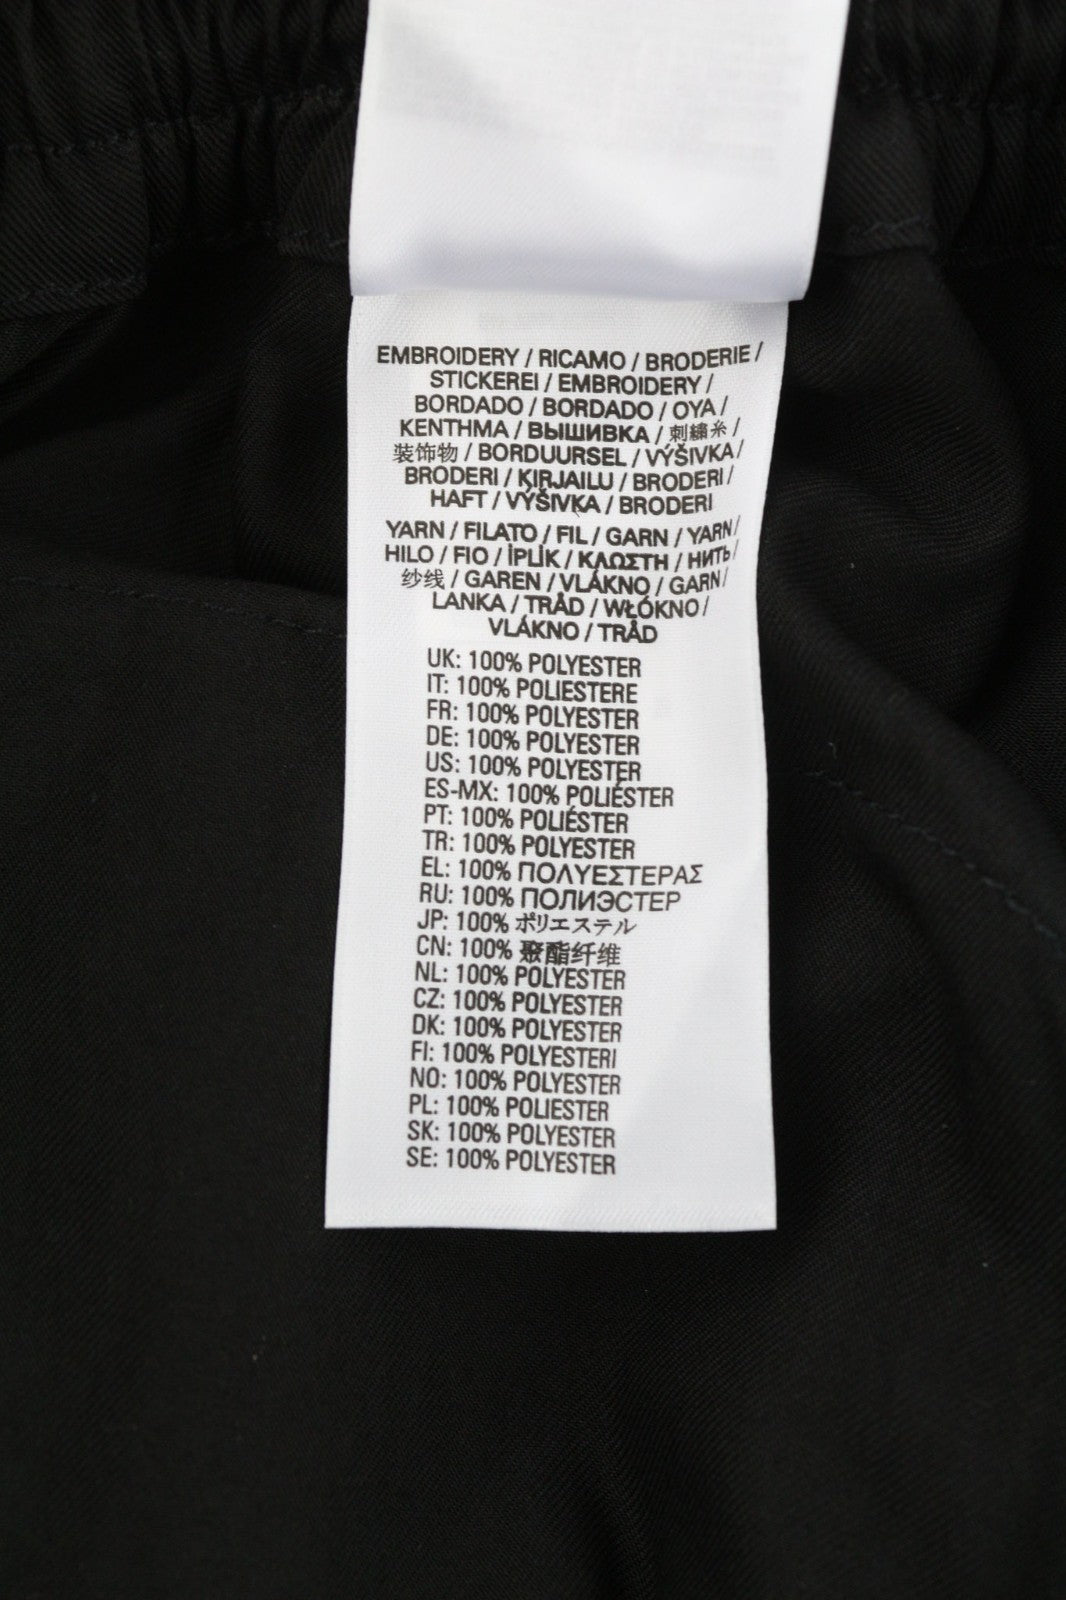 EMBROIDERY / RICAMO / BRODERIE /
STICKEREI / EMBROIDERY /
BORDADO / BORDADO / OYA /
ΚΕΝΤΗΜΑ / ВЫШИВКА / 刺繍糸 /
装饰物 / BORDUURSEL / VÝŠIVKA /
BRODERI / ĶIRJAILU / BRODERI /
HAFT / VÝŠIVKA / BRODERI
YARN / FILATO / FIL / GARN / YARN /
HILO / FIO / İPLİK / ΚΛΩΣΤΗ / НИТЬ /
纱线 / GAREN / VLÁKNO / GARN /
LANKA / TRÅD / WŁÓKNO /
VLÁKNO / TRÅD
UK: 100% POLYESTER
IT: 100% POLIESTERE
FR: 100% POLYESTER
DE: 100% POLYESTER
US: 100% POLYESTER
ES-MX: 100% POLIÉSTER
PT: 100% POLIÉSTER
TR: 100% POLYESTER
EL: 100% ΠΟΛΥΕΣΤΕΡΑΣ
RU: 100% ПОЛИЭСТЕР
JP: 100% ポリエステル
CN: 100% 聚酯纤维
NL: 100% POLYESTER
CZ: 100% POLYESTER
DK: 100% POLYESTER
FI: 100% POLYESTERI
NO: 100% POLYESTER
PL: 100% POLIESTER
SK: 100% POLYESTER
SE: 100% POLYESTER